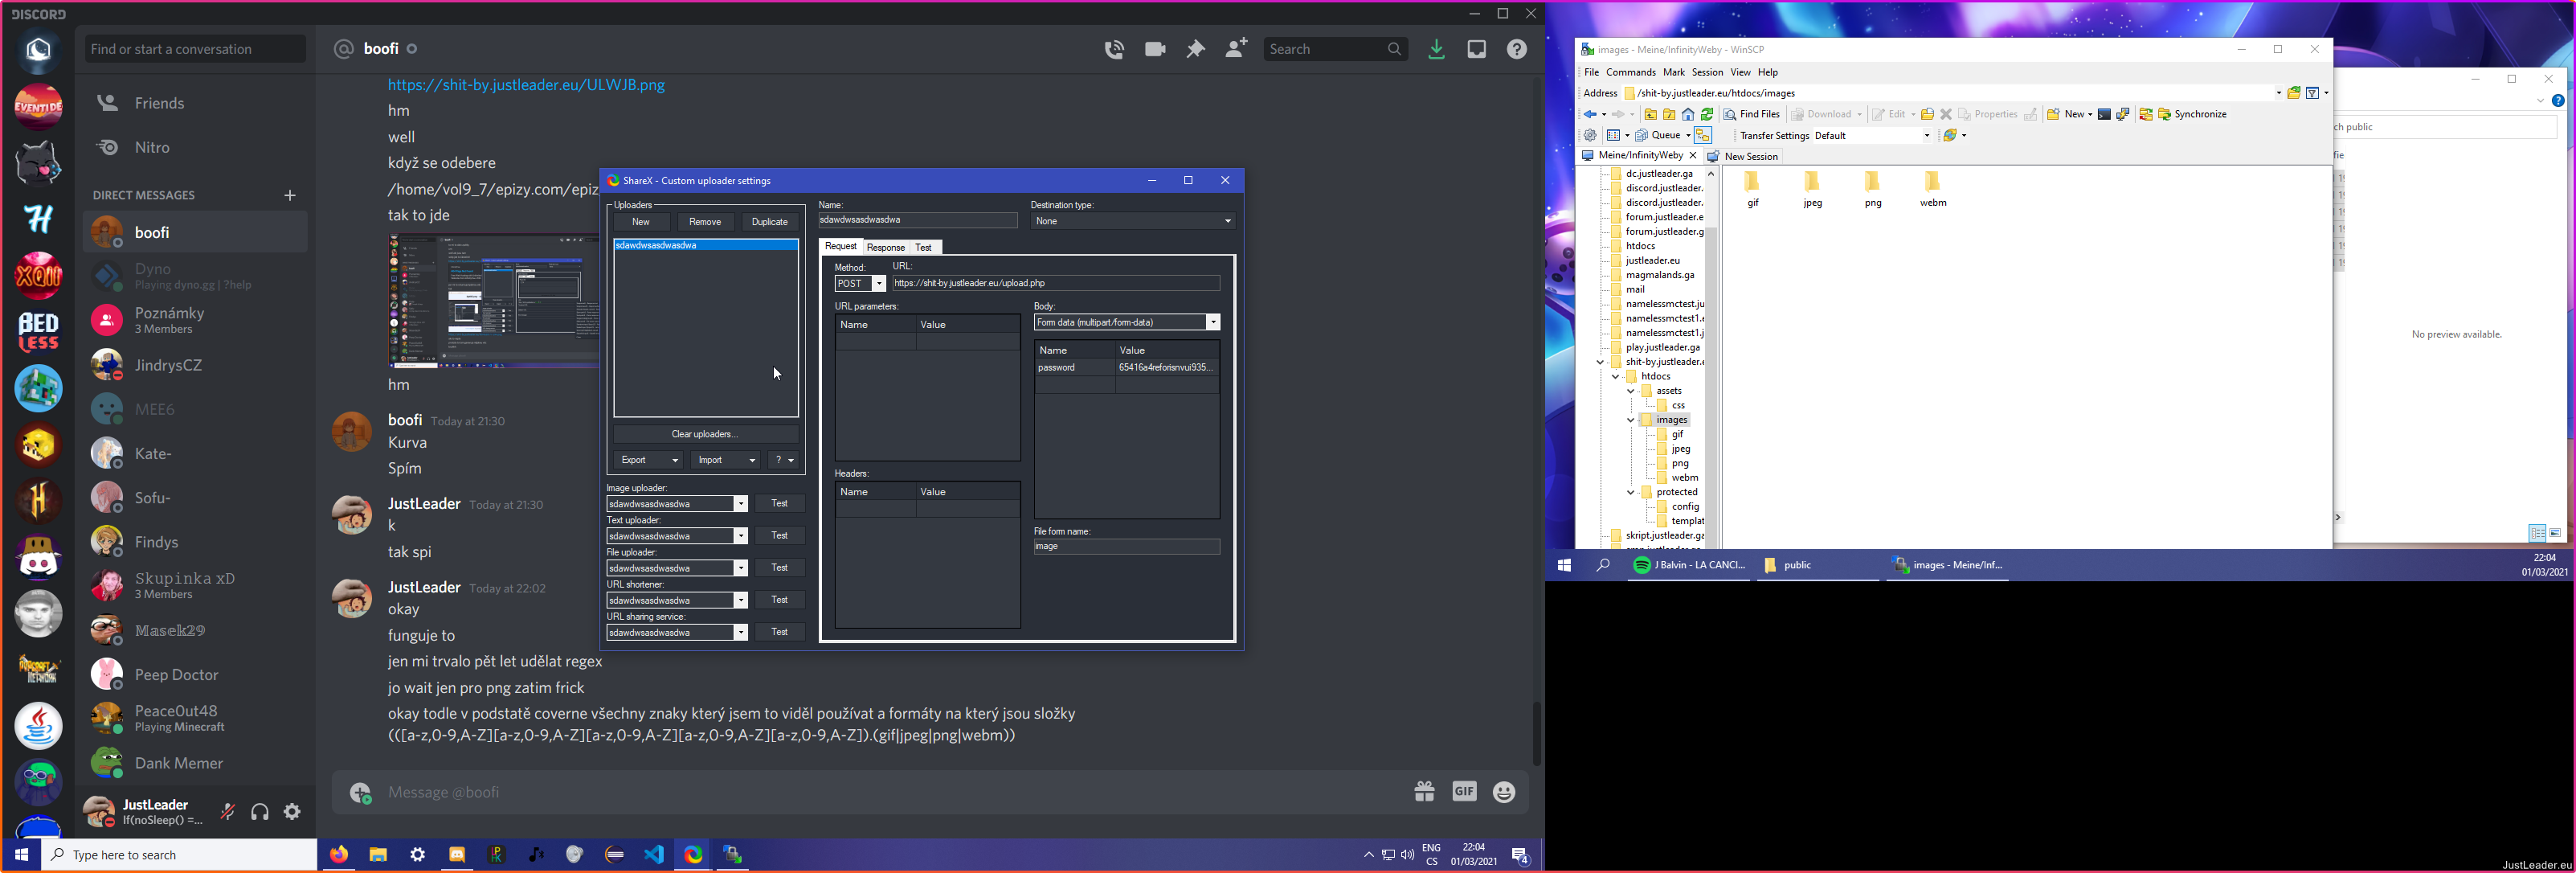 DISCORD
Find or start a conversation
Friends
Nitro
DIRECT MESSAGES
boofi
Dyno
Playing dyno.gg | ?help
Poznámky
3 Members
JindrysCZ
MEE6
Kate-
Sofu-
Findys
Skupinka xD
3 Members
Masek29
Peep Doctor
PeaceOut48
Playing Minecraft
Dank Memer
JustLeader
If(noSleep() =...
EVENTIDE
XQII
BED
LESS
boofi
Search
https://shit-by.justleader.eu/ULWJB.png
hm
well
když se odebere
/home/vol9_7/epizy.com/epiz
tak to jde
hm
boofi Today at 21:30
Kurva
Spím
JustLeader Today at 21:30
k
tak spi
JustLeader Today at 22:02
okay
funguje to
jen mi trvalo pět let udělat regex
jo wait jen pro png zatim frick
okay todle v podstatě coverne všechny znaky který jsem to viděl používat a formáty na který jsou složky
(([a-z,0-9,A-Z][a-z,0-9,A-Z][a-z,0-9,A-Z][a-z,0-9,A-Z][a-z,0-9,A-Z]).(gif|jpeg|png|webm))
Message @boofi
GIF
ShareX - Custom uploader settings
Uploaders
New Remove Duplicate
sdawdwsasdwasdwa
Clear uploaders...
Export Import ?
Image uploader:
sdawdwsasdwasdwa Test
Text uploader:
sdawdwsasdwasdwa Test
File uploader:
sdawdwsasdwasdwa Test
URL shortener:
sdawdwsasdwasdwa Test
URL sharing service:
sdawdwsasdwasdwa Test
Name:
sdawdwsasdwasdwa
Destination type:
None
Request Response Test
Method: URL:
POST https://shit-by.justleader.eu/upload.php
URL parameters:
Name Value
Headers:
Name Value
Body:
Form data (multipart/form-data)
Name Value
password 65416a4reforisnvui935...
File form name:
image
Type here to search
ENG
CS
22:04
01/03/2021
4
images - Meine/InfinityWeby - WinSCP
File Commands Mark Session View Help
Address /shit-by.justleader.eu/htdocs/images
Find Files Download Edit Properties New Synchronize
Queue Transfer Settings Default
Meine/InfinityWeby New Session
dc.justleader.ga
discord.justleader.
discord.justleader.
forum.justleader.e
forum.justleader.g
htdocs
justleader.eu
magmalands.ga
mail
namelessmctest.ju
namelessmctest1.e
namelessmctest1.j
play.justleader.ga
shit-by.justleader.e
htdocs
assets
css
images
gif
jpeg
png
webm
protected
config
templat
skript.justleader.ga
gif jpeg png webm
ch public
No preview available.
J Balvin - LA CANCI...
public
images - Meine/Inf...
22:04
01/03/2021
JustLeader.eu